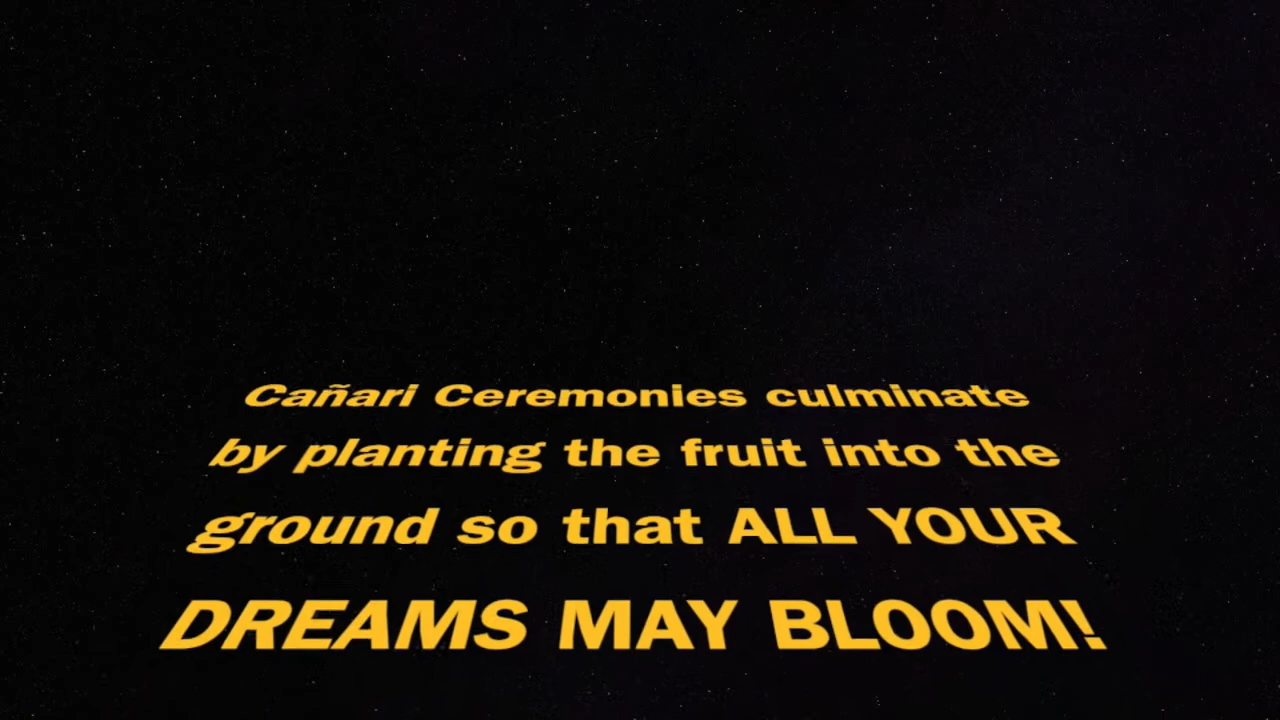 Cañari Ceremonies culminate
by planting the fruit into the
ground so that ALL YOUR
DREAMS MAY BLOOM!